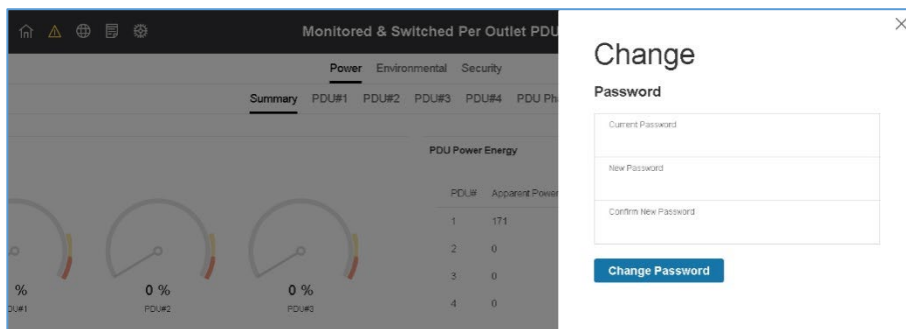 Monitored & Switched Per Outlet PDU
Power Environmental Security
Summary PDU#1 PDU#2 PDU#3 PDU#4 PDU Ph
PDU Power Energy
PDU# Apparent Power
1 171
2 0
3 0
4 0
% 0 % 0 %
PDU#1 PDU#2 PDU#3
Change
Password
Current Password
New Password
Confirm New Password
Change Password